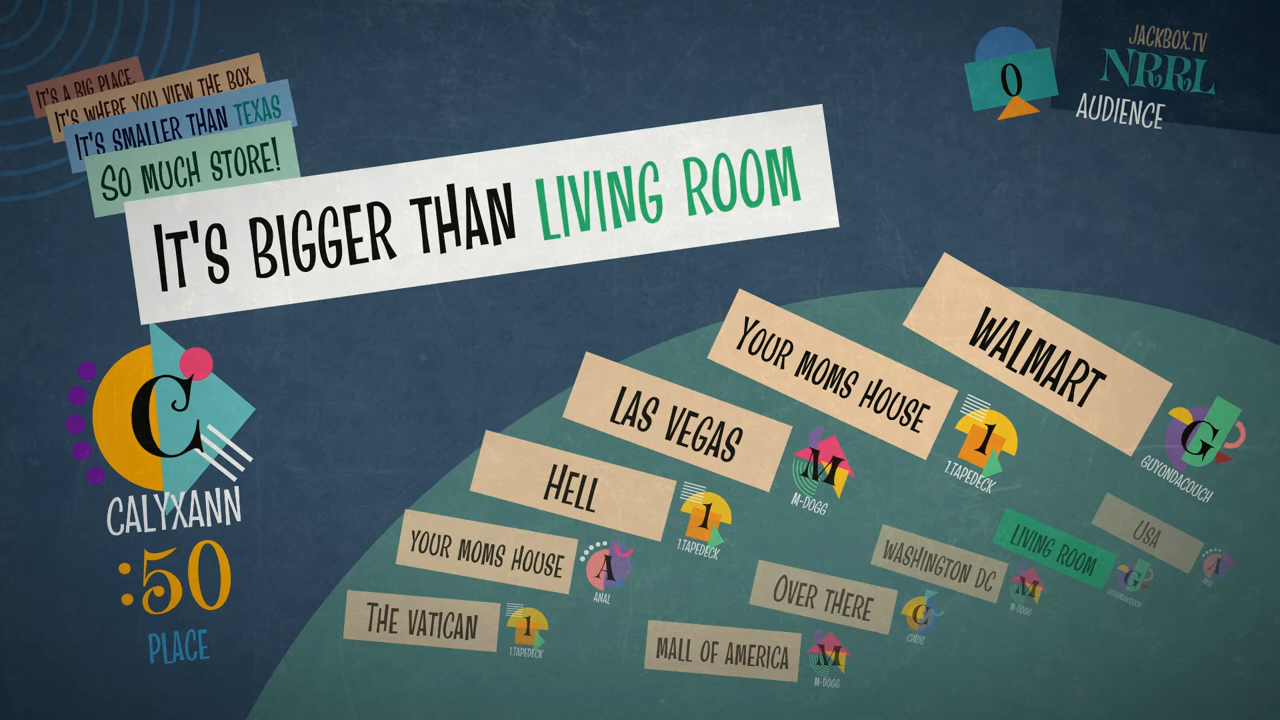 JACKBOX.TV
NRRL
0
AUDIENCE
IT'S A BIG PLACE.
IT'S WHERE YOU VIEW THE BOX.
IT'S SMALLER THAN TEXAS
SO MUCH STORE!
IT'S BIGGER THAN LIVING ROOM
C
CALYXANN
:50
PLACE
WALMART
G
GUYONDACOUCH
YOUR MOMS HOUSE
1
1.TAPEDECK
LAS VEGAS
M
M-DOGG
HELL
1
1.TAPEDECK
YOUR MOMS HOUSE
A
ANAL
THE VATICAN
1
1.TAPEDECK
USA
A
LIVING ROOM
G
GUYONDACOUCH
WASHINGTON DC
M
M-DOGG
OVER THERE
C
MALL OF AMERICA
M
M-DOGG